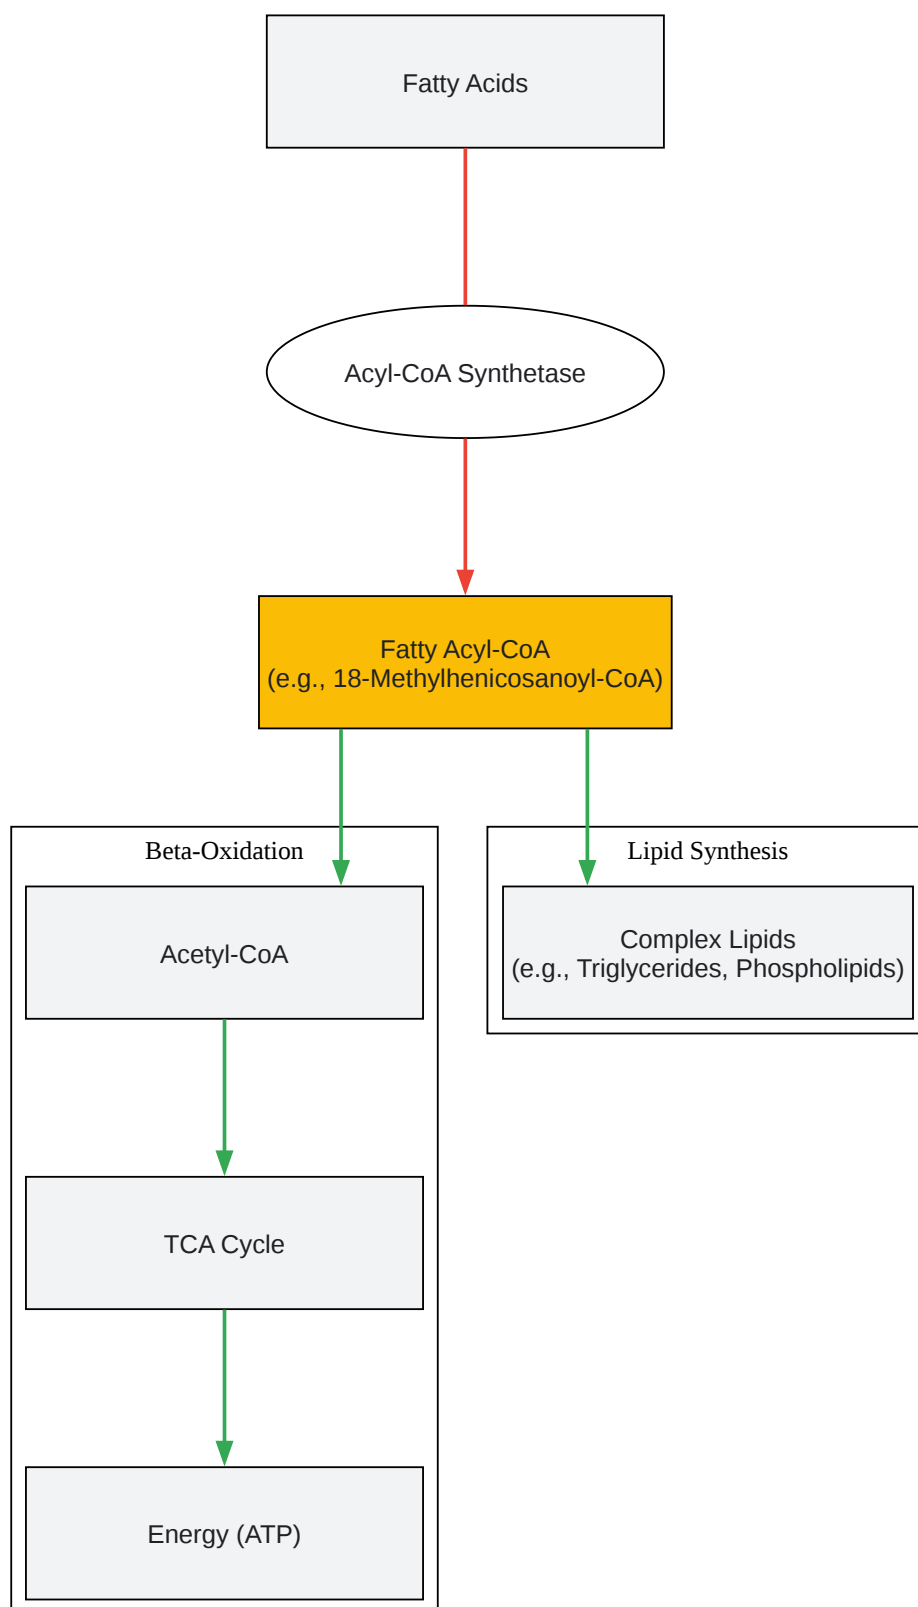 Fatty Acids
Acyl-CoA Synthetase
Fatty Acyl-CoA
(e.g., 18-Methylhenicosanoyl-CoA)
Beta-Oxidation
Lipid Synthesis
Acetyl-CoA
Complex Lipids
(e.g., Triglycerides, Phospholipids)
TCA Cycle
Energy (ATP)